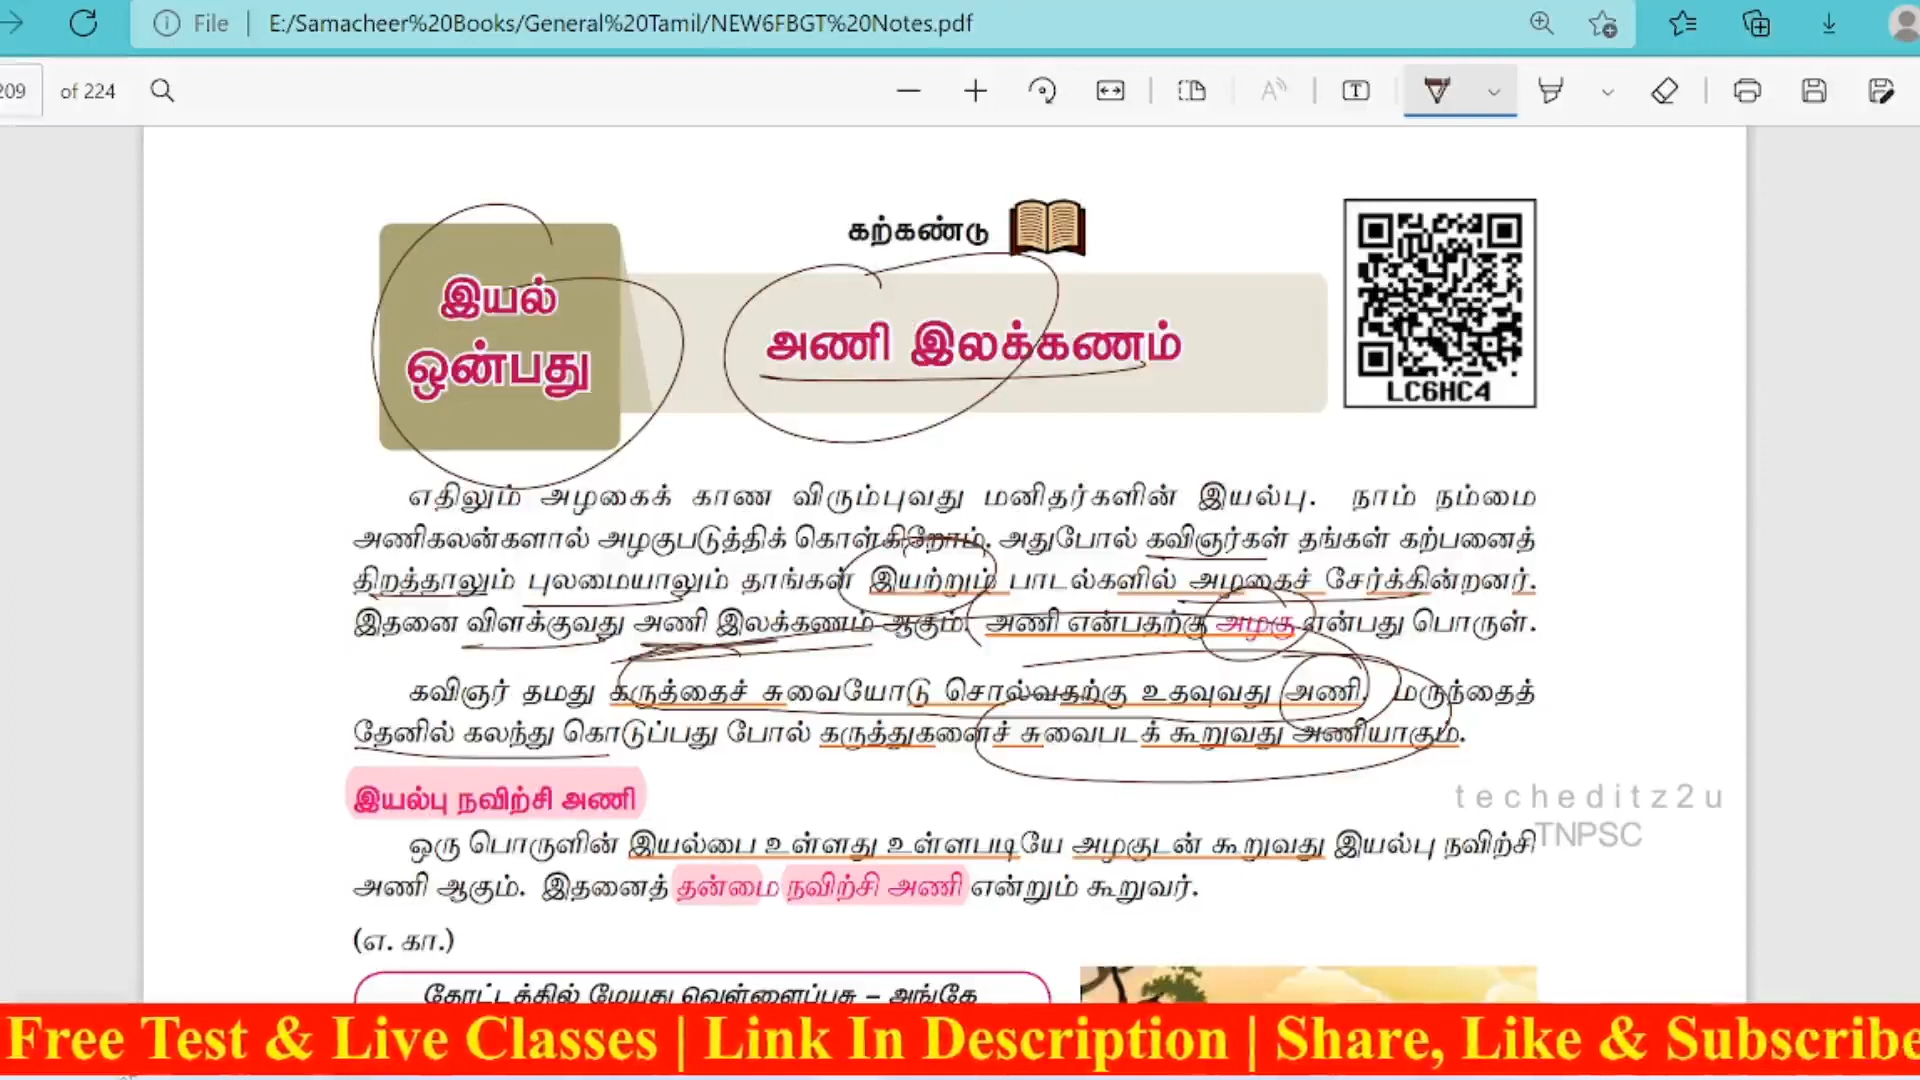 File | E:/Samacheer%20Books/General%20Tamil/NEW6FBGT%20Notes.pdf
209 of 224
கற்கண்டு
இயல்
ஒன்பது
அணி இலக்கணம்
LC6HC4
எதிலும் அழகைக் காண விரும்புவது மனிதர்களின் இயல்பு. நாம் நம்மை
அணிகலன்களால் அழகுபடுத்திக் கொள்கிறோம். அதுபோல் கவிஞர்கள் தங்கள் கற்பனைத்
திறத்தாலும் புலமையாலும் தாங்கள் இயற்றும் பாடல்களில் அழகைச் சேர்க்கின்றனர்.
இதனை விளக்குவது அணி இலக்கணம் ஆகும். அணி என்பதற்கு அழகு என்பது பொருள்.
கவிஞர் தமது கருத்தைச் சுவையோடு சொல்வதற்கு உதவுவது அணி. மருந்தைத்
தேனில் கலந்து கொடுப்பது போல் கருத்துகளைச் சுவைபடக் கூறுவது அணியாகும்.
இயல்பு நவிற்சி அணி
ஒரு பொருளின் இயல்பை உள்ளது உள்ளபடியே அழகுடன் கூறுவது இயல்பு நவிற்சி
அணி ஆகும். இதனைத் தன்மை நவிற்சி அணி என்றும் கூறுவர்.
(எ. கா.)
தோட்டத்தில் மேயுது வெள்ளைப்பசு – அங்கே
techeditz2u
TNPSC
Free Test & Live Classes | Link In Description | Share, Like & Subscribe